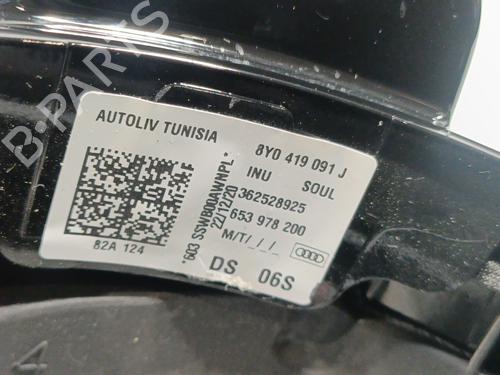 B-PARTS
AUTOLIV TUNISIA
8Y0 419 091 J
INU SOUL
362528925
653 978 200
M/T/_/_/
*603 SSWB00AWNPL*
22/12/20
82A 124
DS 06S